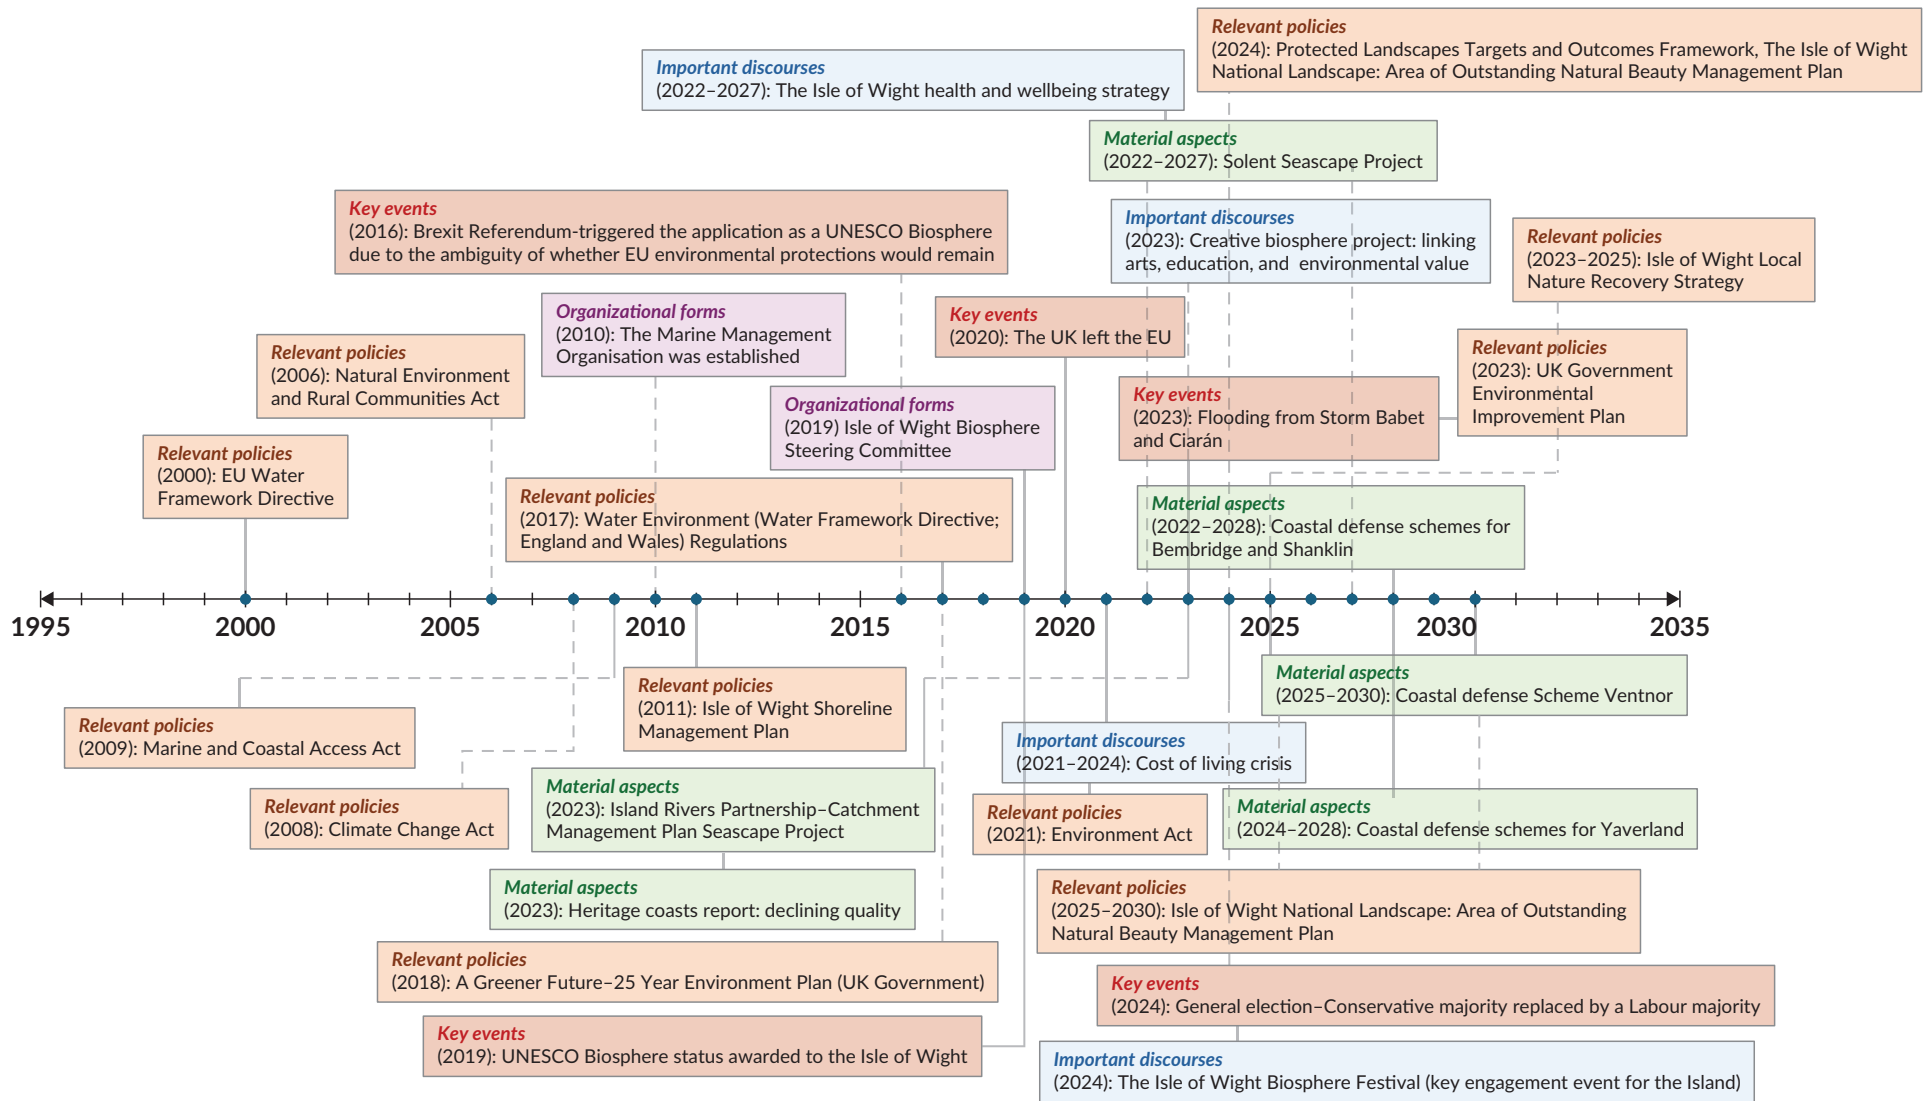 Relevant policies
(2024): Protected Landscapes Targets and Outcomes Framework, The Isle of Wight
National Landscape: Area of Outstanding Natural Beauty Management Plan
Important discourses
(2022–2027): The Isle of Wight health and wellbeing strategy
Material aspects
(2022–2027): Solent Seascape Project
Key events
(2016): Brexit Referendum-triggered the application as a UNESCO Biosphere
due to the ambiguity of whether EU environmental protections would remain
Important discourses
(2023): Creative biosphere project: linking
arts, education, and environmental value
Relevant policies
(2023–2025): Isle of Wight Local
Nature Recovery Strategy
Organizational forms
(2010): The Marine Management
Organisation was established
Key events
(2020): The UK left the EU
Relevant policies
(2006): Natural Environment
and Rural Communities Act
Relevant policies
(2023): UK Government
Environmental
Improvement Plan
Organizational forms
(2019) Isle of Wight Biosphere
Steering Committee
Key events
(2023): Flooding from Storm Babet
and Ciarán
Relevant policies
(2000): EU Water
Framework Directive
Relevant policies
(2017): Water Environment (Water Framework Directive;
England and Wales) Regulations
Material aspects
(2022–2028): Coastal defense schemes for
Bembridge and Shanklin
1995 2000 2005 2010 2015 2020 2025 2030 2035
Relevant policies
(2009): Marine and Coastal Access Act
Relevant policies
(2011): Isle of Wight Shoreline
Management Plan
Material aspects
(2025–2030): Coastal defense Scheme Ventnor
Important discourses
(2021–2024): Cost of living crisis
Relevant policies
(2008): Climate Change Act
Material aspects
(2023): Island Rivers Partnership–Catchment
Management Plan Seascape Project
Relevant policies
(2021): Environment Act
Material aspects
(2024–2028): Coastal defense schemes for Yaverland
Material aspects
(2023): Heritage coasts report: declining quality
Relevant policies
(2025–2030): Isle of Wight National Landscape: Area of Outstanding
Natural Beauty Management Plan
Relevant policies
(2018): A Greener Future–25 Year Environment Plan (UK Government)
Key events
(2024): General election–Conservative majority replaced by a Labour majority
Key events
(2019): UNESCO Biosphere status awarded to the Isle of Wight
Important discourses
(2024): The Isle of Wight Biosphere Festival (key engagement event for the Island)